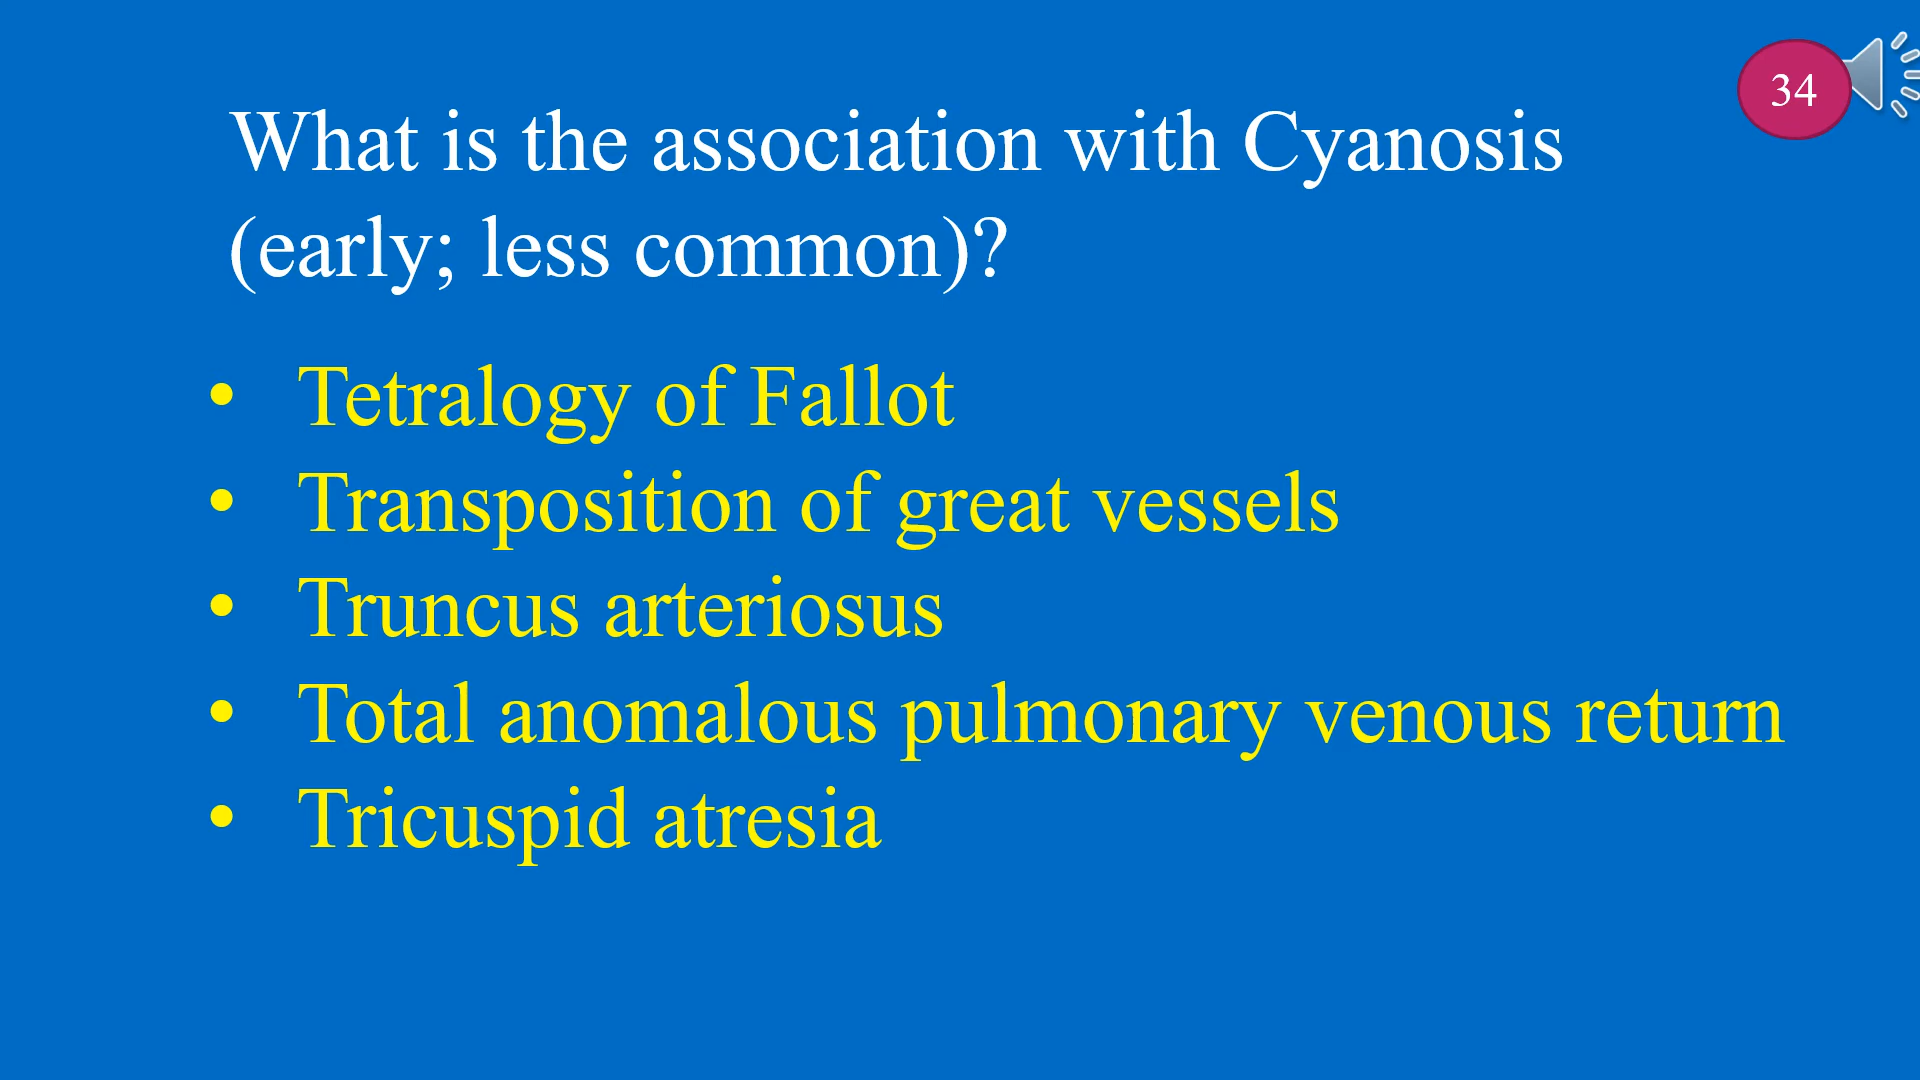 34
What is the association with Cyanosis
(early; less common)?
• Tetralogy of Fallot
• Transposition of great vessels
• Truncus arteriosus
• Total anomalous pulmonary venous return
• Tricuspid atresia